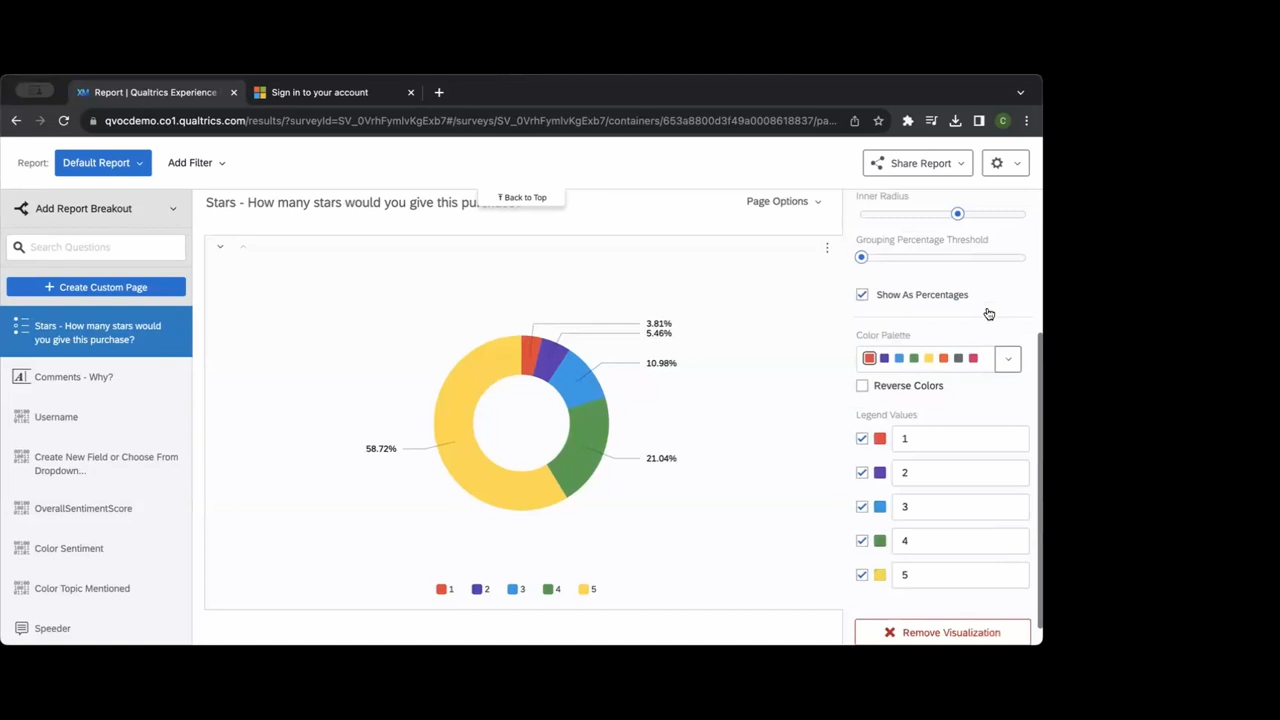 XM Report | Qualtrics Experience
Sign in to your account
qvocdemo.co1.qualtrics.com/results/?surveyId=SV_0VrhFymlvKgExb7#/surveys/SV_0VrhFymlvKgExb7/containers/653a8800d3f49a0008618837/pa...
C
Report:
Default Report
Add Filter
Share Report
Add Report Breakout
Search Questions
+ Create Custom Page
Stars - How many stars
would you give this purchase?
Comments - Why?
Username
Create New Field or Choose From
Dropdown...
OverallSentimentScore
Color Sentiment
Color Topic Mentioned
Speeder
Stars - How many stars would you give this
Back to Top
Page Options
3.81%
5.46%
10.98%
58.72%
21.04%
1
2
3
4
5
Inner Radius
Grouping Percentage Threshold
Show As Percentages
Color Palette
Reverse Colors
Legend Values
1
2
3
4
5
Remove Visualization